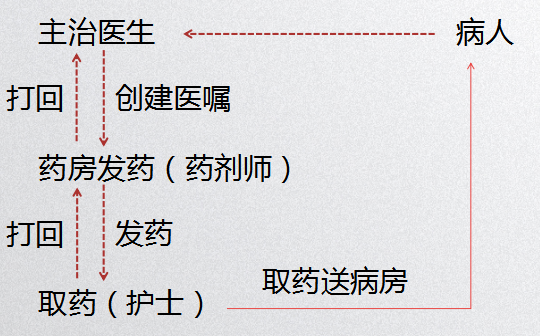 主治医生
病人
打回
创建医嘱
药房发药（药剂师）
打回
发药
取药送病房
取药（护士）